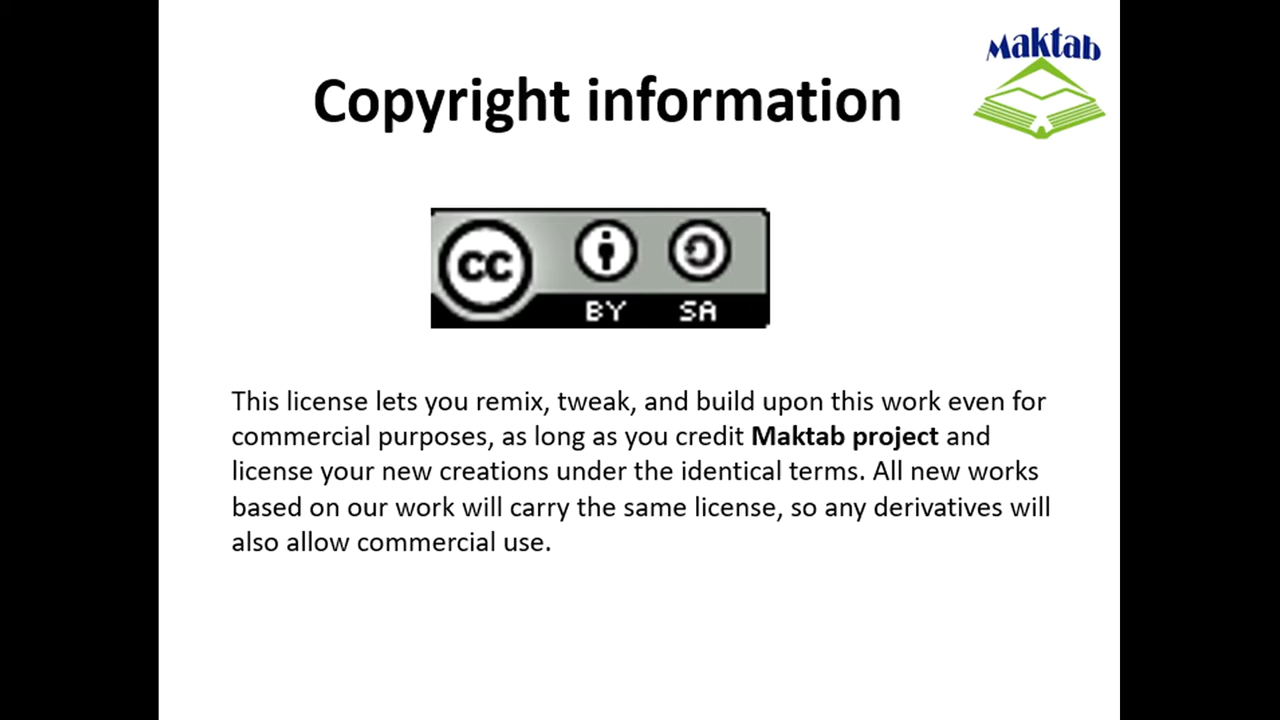 Maktab
Copyright information
CC
BY SA
This license lets you remix, tweak, and build upon this work even for
commercial purposes, as long as you credit Maktab project and
license your new creations under the identical terms. All new works
based on our work will carry the same license, so any derivatives will
also allow commercial use.